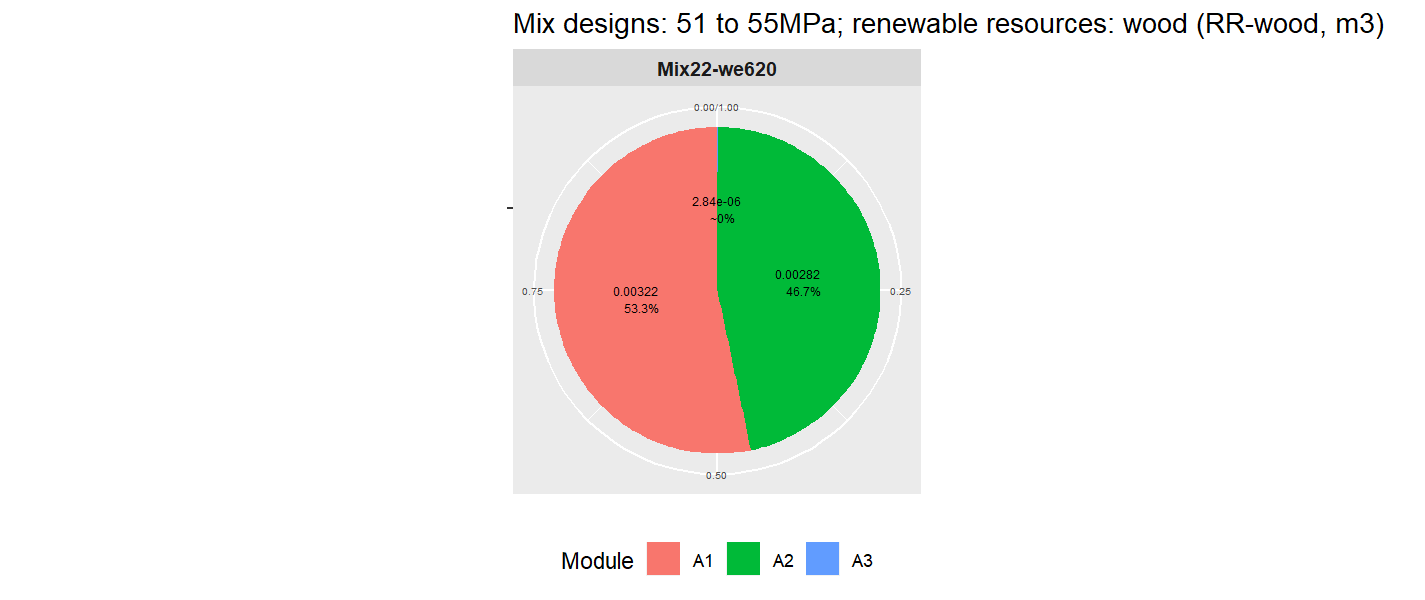 Mix designs: 51 to 55MPa; renewable resources: wood (RR-wood, m3)
Mix22-we620
0.00/1.00
2.84e-06
~0%
0.00282
46.7%
0.00322
53.3%
0.75
0.25
0.50
Module A1 A2 A3